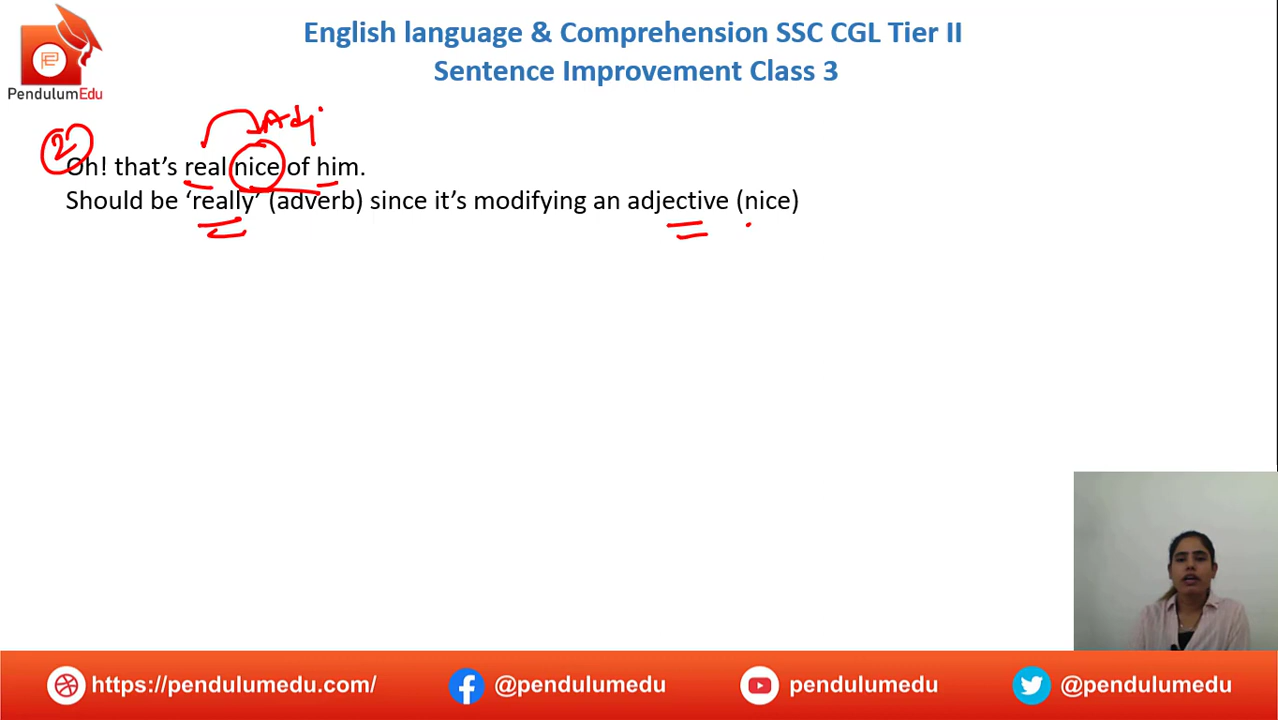 English language & Comprehension SSC CGL Tier II
Sentence Improvement Class 3
PendulumEdu
Adj
2
Oh! that's real nice of him.
Should be ‘really’ (adverb) since it's modifying an adjective (nice)
https://pendulumedu.com/
@pendulumedu
pendulumedu
@pendulumedu